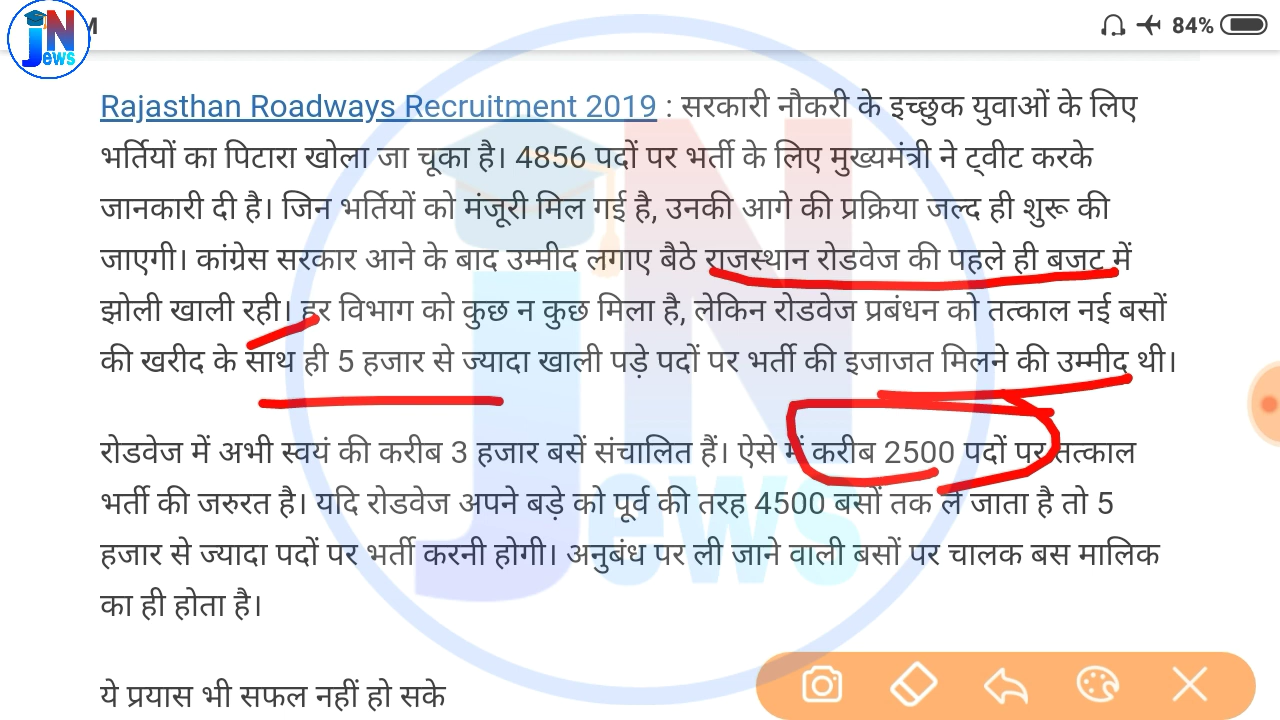 JN
Jews
M
84%
Rajasthan Roadways Recruitment 2019 : सरकारी नौकरी के इच्छुक युवाओं के लिए
भर्तियों का पिटारा खोला जा चूका है। 4856 पदों पर भर्ती के लिए मुख्यमंत्री ने ट्वीट करके
जानकारी दी है। जिन भर्तियों को मंजूरी मिल गई है, उनकी आगे की प्रक्रिया जल्द ही शुरू की
जाएगी। कांग्रेस सरकार आने के बाद उम्मीद लगाए बैठे राजस्थान रोडवेज की पहले ही बजट में
झोली खाली रही। हर विभाग को कुछ न कुछ मिला है, लेकिन रोडवेज प्रबंधन को तत्काल नई बसों
की खरीद के साथ ही 5 हजार से ज्यादा खाली पड़े पदों पर भर्ती की इजाजत मिलने की उम्मीद थी।
रोडवेज में अभी स्वयं की करीब 3 हजार बसें संचालित हैं। ऐसे में करीब 2500 पदों पर तत्काल
भर्ती की जरुरत है। यदि रोडवेज अपने बड़े को पूर्व की तरह 4500 बसों तक ले जाता है तो 5
हजार से ज्यादा पदों पर भर्ती करनी होगी। अनुबंध पर ली जाने वाली बसों पर चालक बस मालिक
का ही होता है।
ये प्रयास भी सफल नहीं हो सके